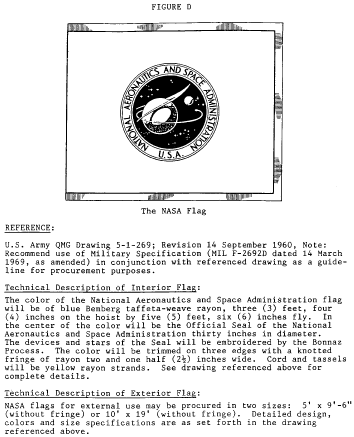 FIGURE D
NATIONAL AERONAUTICS AND SPACE ADMINISTRATION
U.S.A.
The NASA Flag
REFERENCE:
U.S. Army QMG Drawing 5-1-269; Revision 14 September 1960, Note:
Recommend use of Military Specification (MIL F-2692D dated 14 March
1969, as amended) in conjunction with referenced drawing as a guide-
line for procurement purposes.
Technical Description of Interior Flag:
The color of the National Aeronautics and Space Administration flag
will be of blue Bemberg taffeta-weave rayon, three (3) feet, four
(4) inches on the hoist by five (5) feet, six (6) inches fly. In
the center of the color will be the Official Seal of the National
Aeronautics and Space Administration thirty inches in diameter.
The devices and stars of the Seal will be embroidered by the Bonnaz
Process. The color will be trimmed on three edges with a knotted
fringe of rayon two and one half (2½) inches wide. Cord and tassels
will be yellow rayon strands. See drawing referenced above for
complete details.
Technical Description of Exterior Flag:
NASA flags for external use may be procured in two sizes: 5' x 9'-6"
(without fringe) or 10' x 19' (without fringe). Detailed design,
colors and size specifications are as set forth in the drawing
referenced above.